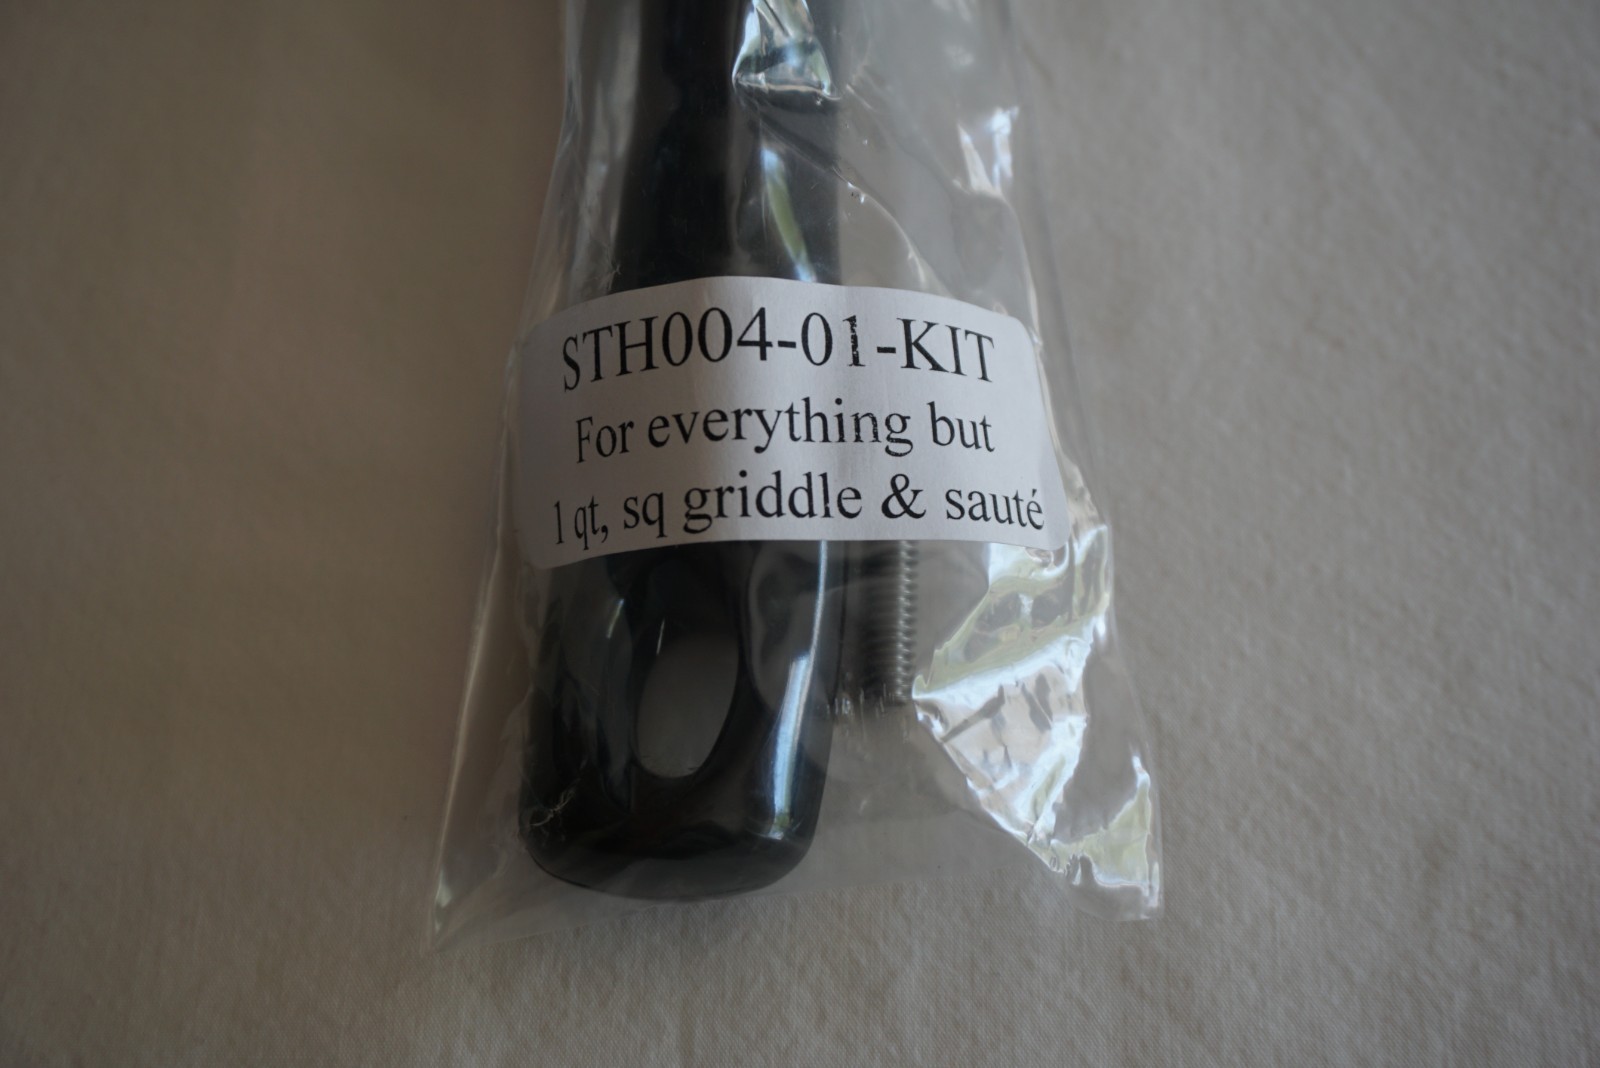 STH004-01-KIT
For everything but
1 qt, sq griddle & sauté